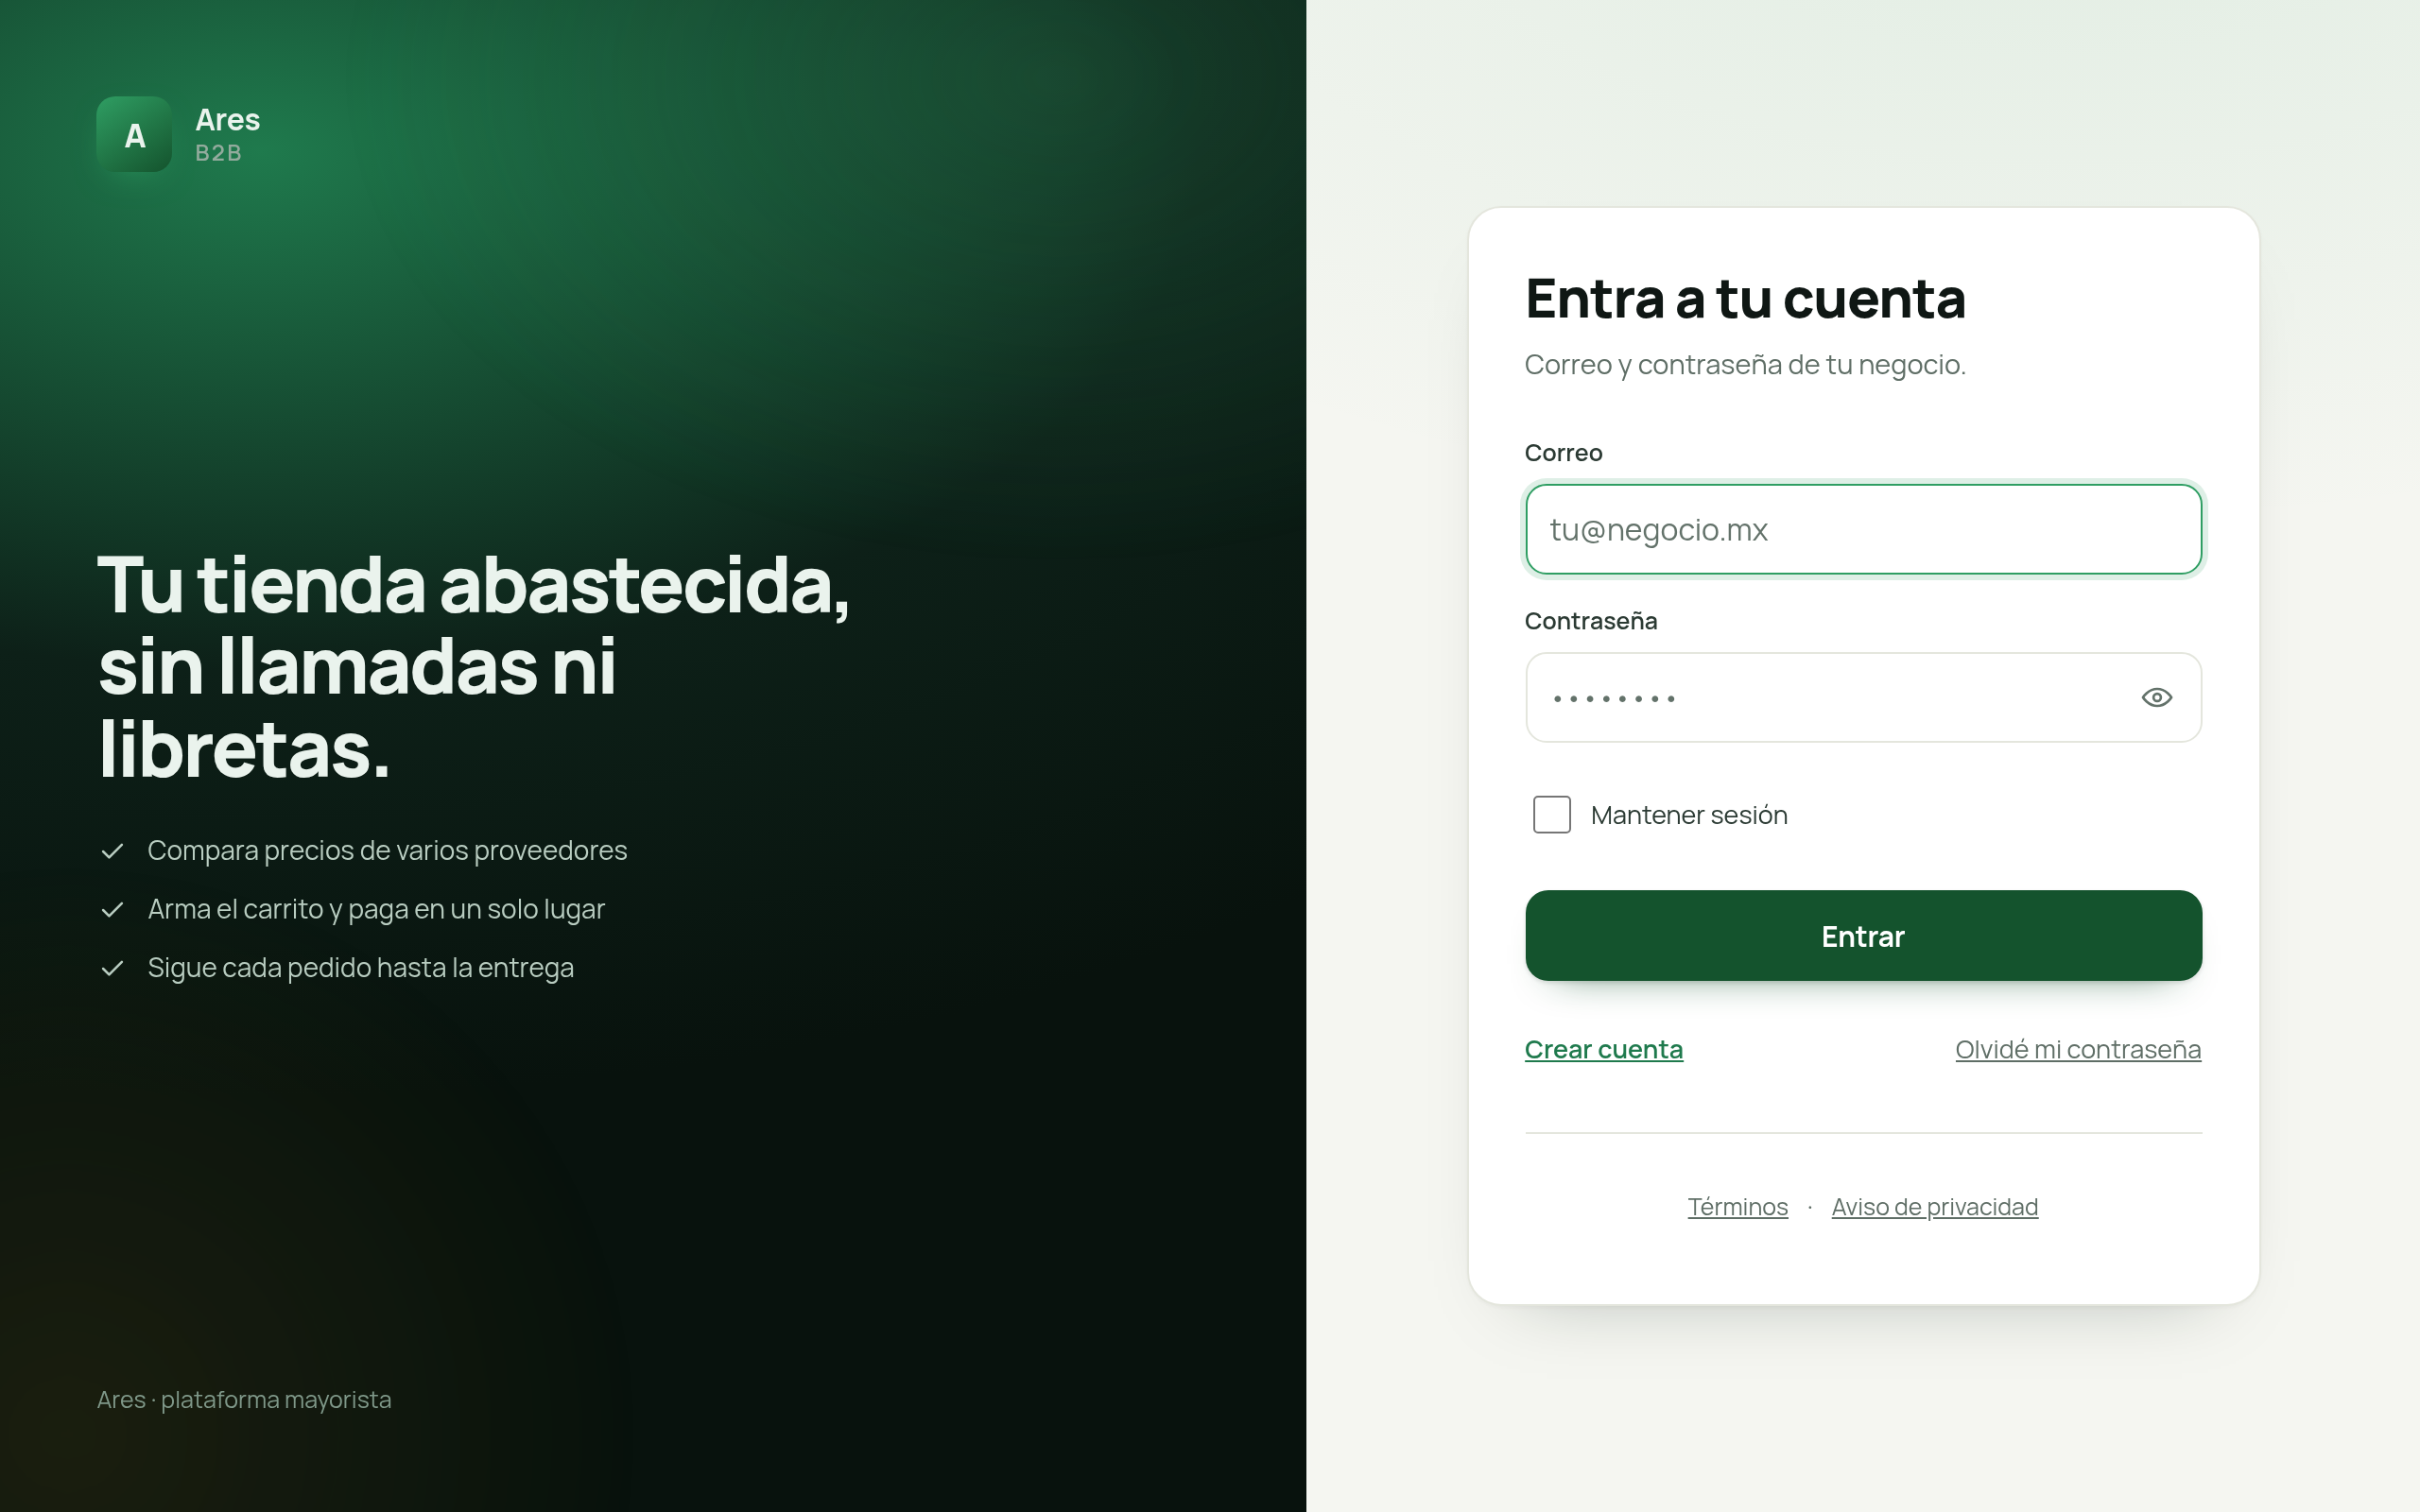 A
Ares
B2B
Tu tienda abastecida,
sin llamadas ni
libretas.
Compara precios de varios proveedores
Arma el carrito y paga en un solo lugar
Sigue cada pedido hasta la entrega
Ares · plataforma mayorista
Entra a tu cuenta
Correo y contraseña de tu negocio.
Correo
tu@negocio.mx
Contraseña
••••••••
Mantener sesión
Entrar
Crear cuenta
Olvidé mi contraseña
Términos · Aviso de privacidad